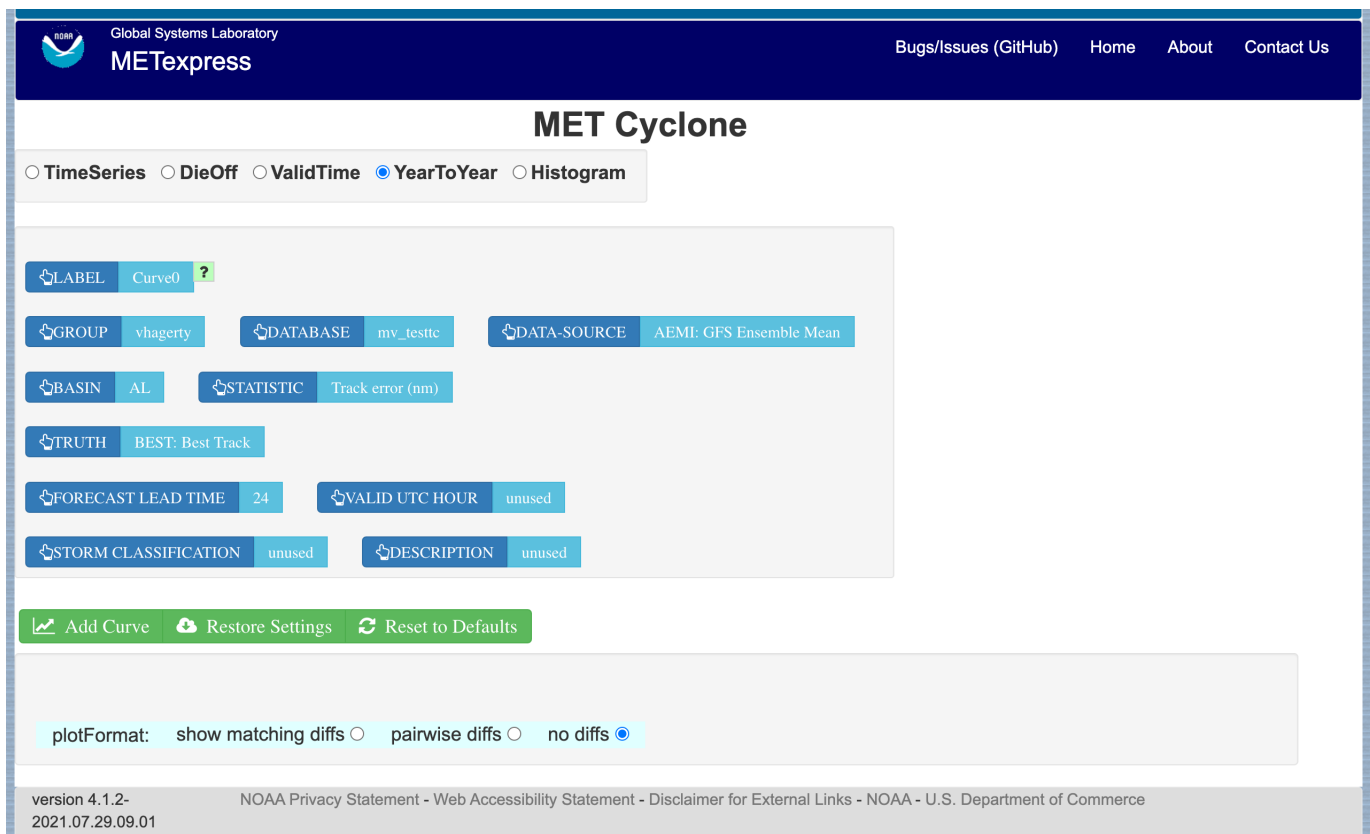 NOAA
Global Systems Laboratory
METexpress
Bugs/Issues (GitHub) Home About Contact Us
MET Cyclone
TimeSeries DieOff ValidTime YearToYear Histogram
LABEL Curve0 ?
GROUP vhagerty DATABASE mv_testtc DATA-SOURCE AEMI: GFS Ensemble Mean
BASIN AL STATISTIC Track error (nm)
TRUTH BEST: Best Track
FORECAST LEAD TIME 24 VALID UTC HOUR unused
STORM CLASSIFICATION unused DESCRIPTION unused
Add Curve Restore Settings Reset to Defaults
plotFormat: show matching diffs pairwise diffs no diffs
version 4.1.2- NOAA Privacy Statement - Web Accessibility Statement - Disclaimer for External Links - NOAA - U.S. Department of Commerce
2021.07.29.09.01